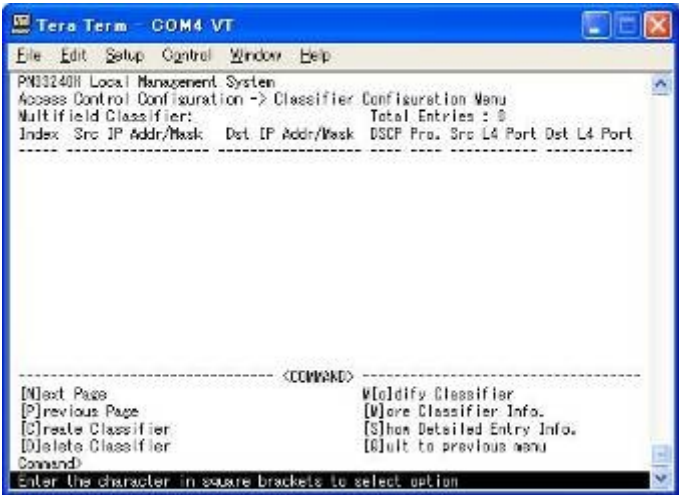 Tera Term - COM4 VT
File Edit Setup Control Window Help
PN33240H Local Management System
Access Control Configuration -> Classifier Configuration Menu
Multifield Classifier: Total Entries : 0
Index Src IP Addr/Mask Dst IP Addr/Mask DSCP Pro. Src L4 Port Dst L4 Port
<COMMAND>
[N]ext Page M[o]dify Classifier
[P]revious Page [M]ore Classifier Info.
[C]reate Classifier [S]how Detailed Entry Info.
[D]elete Classifier [Q]uit to previous menu
Command>
Enter the character in square brackets to select option